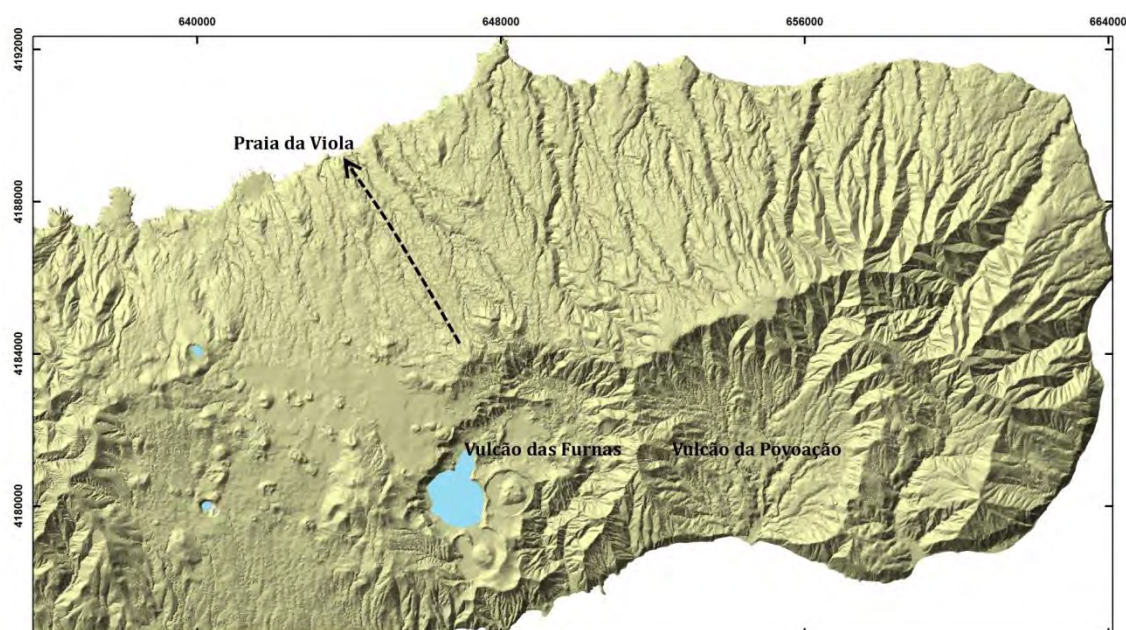 640000
648000
656000
664000
4192000
4188000
4184000
4180000
Praia da Viola
Vulcão das Furnas
Vulcão da Povoação